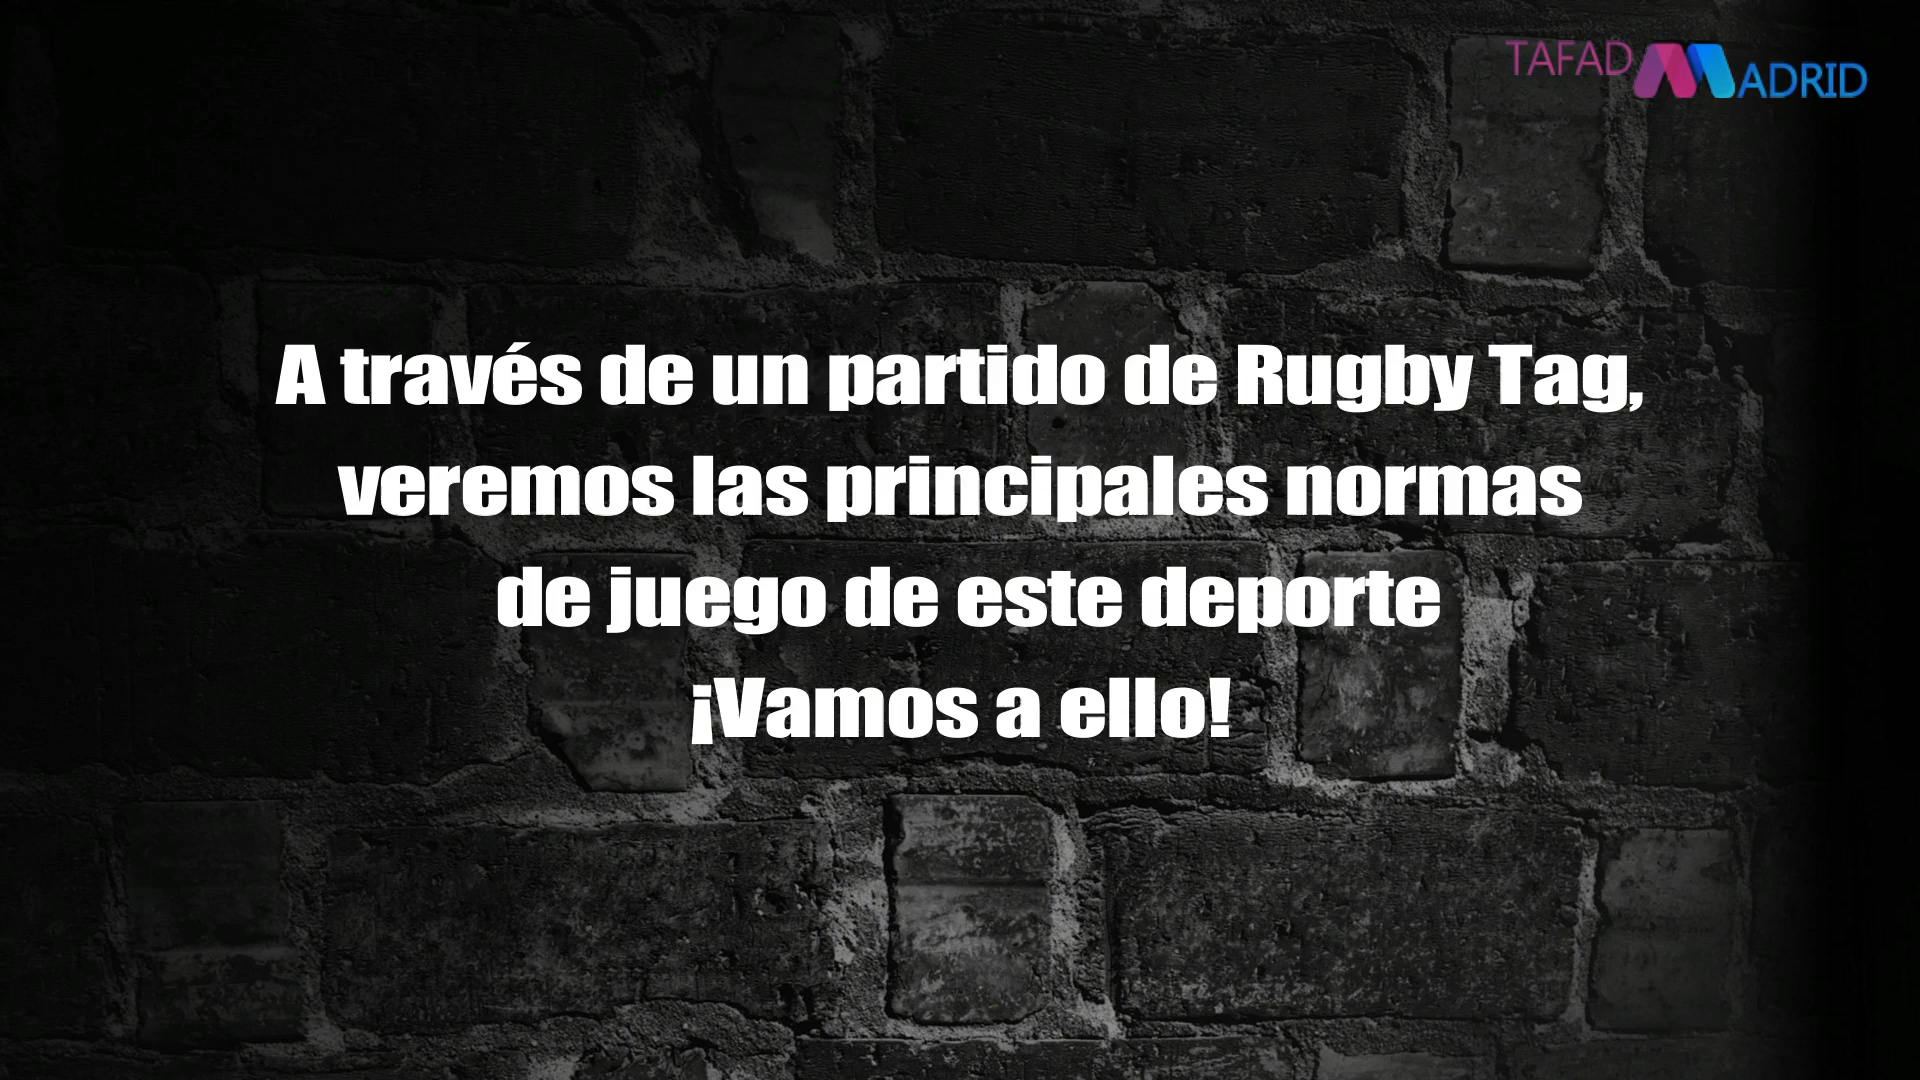 TAFAD MADRID
A través de un partido de Rugby Tag,
veremos las principales normas
de juego de este deporte
¡Vamos a ello!